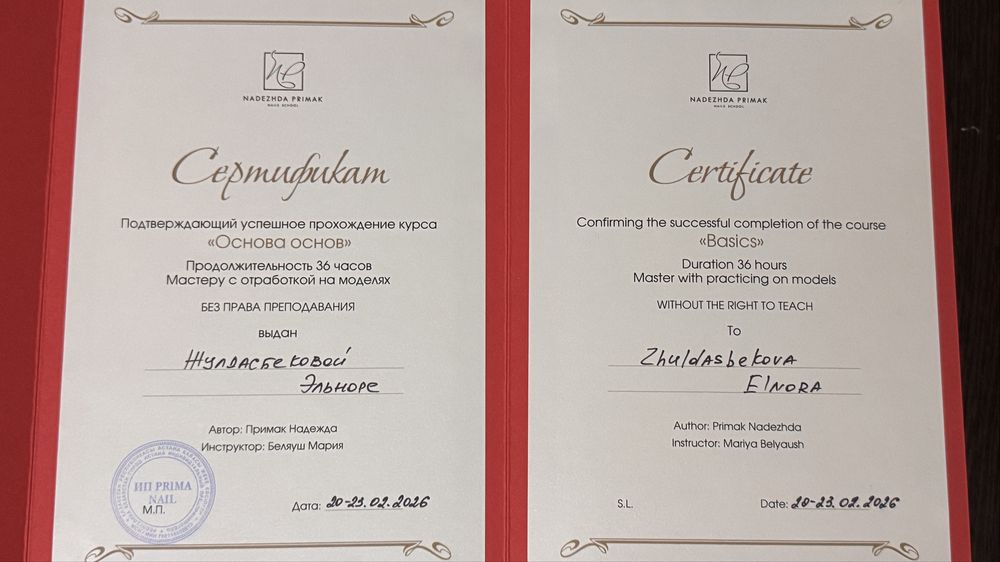 NADEZHDA PRIMAK
NAILS SCHOOL
Сертификат
Подтверждающий успешное прохождение курса
«Основа основ»
Продолжительность 36 часов
Мастеру с отработкой на моделях
БЕЗ ПРАВА ПРЕПОДАВАНИЯ
выдан
Жулдасбековой
Эльноре
Автор: Примак Надежда
Инструктор: Беляуш Мария
ИП PRIMA
NAIL
М.П.
Дата: 20-23.02.2026
NADEZHDA PRIMAK
NAILS SCHOOL
Certificate
Confirming the successful completion of the course
«Basics»
Duration 36 hours
Master with practicing on models
WITHOUT THE RIGHT TO TEACH
To
Zhuldasbekova
Elnora
Author: Primak Nadezhda
Instructor: Mariya Belyaush
S.L.
Date: 20-23.02.2026